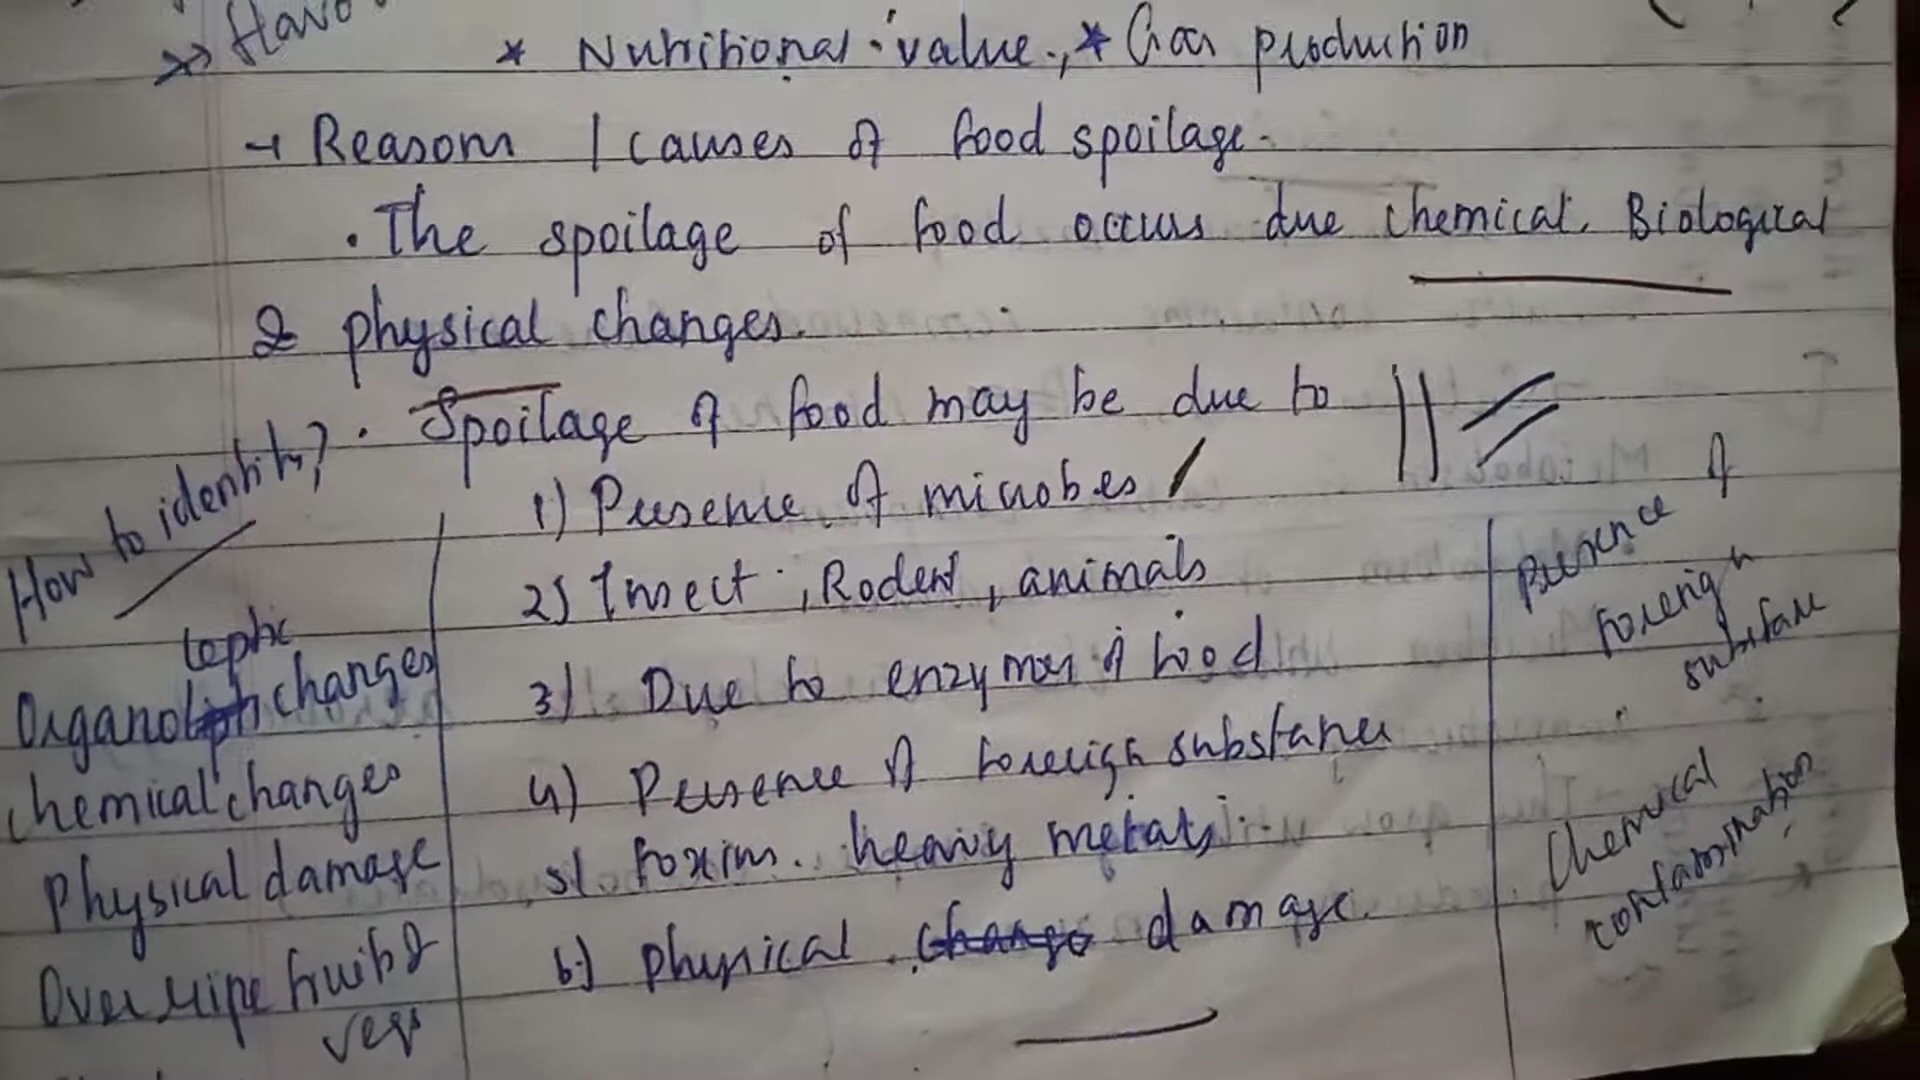 * Nutritional value., * Gas production
→ Reasons / causes of food spoilage.
• The spoilage of food occurs due chemical, Biological
& physical changes.
• Spoilage of food may be due to
1) Presence of microbes
2) Insect, Rodent, animals
3) Due to enzymes of food
4) Presence of foreign substance
5) toxins. heavy metals
6) physical change damage.
How to identify?
Organoleptic changes
chemical changes
Physical damage
Over ripe fruits &
veg
Presence of
foreign
substance
Chemical
contamination